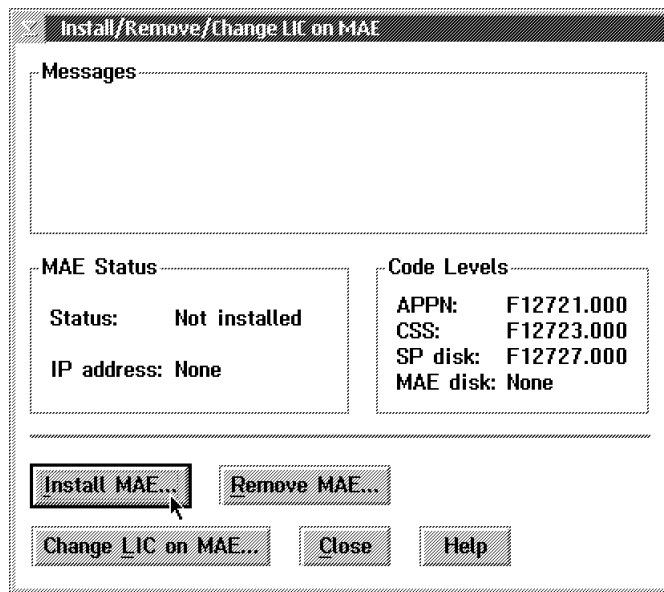 Install/Remove/Change LIC on MAE
Messages
MAE Status
Status: Not installed
IP address: None
Code Levels
APPN: F12721.000
CSS: F12723.000
SP disk: F12727.000
MAE disk: None
Install MAE...
Remove MAE...
Change LIC on MAE...
Close
Help